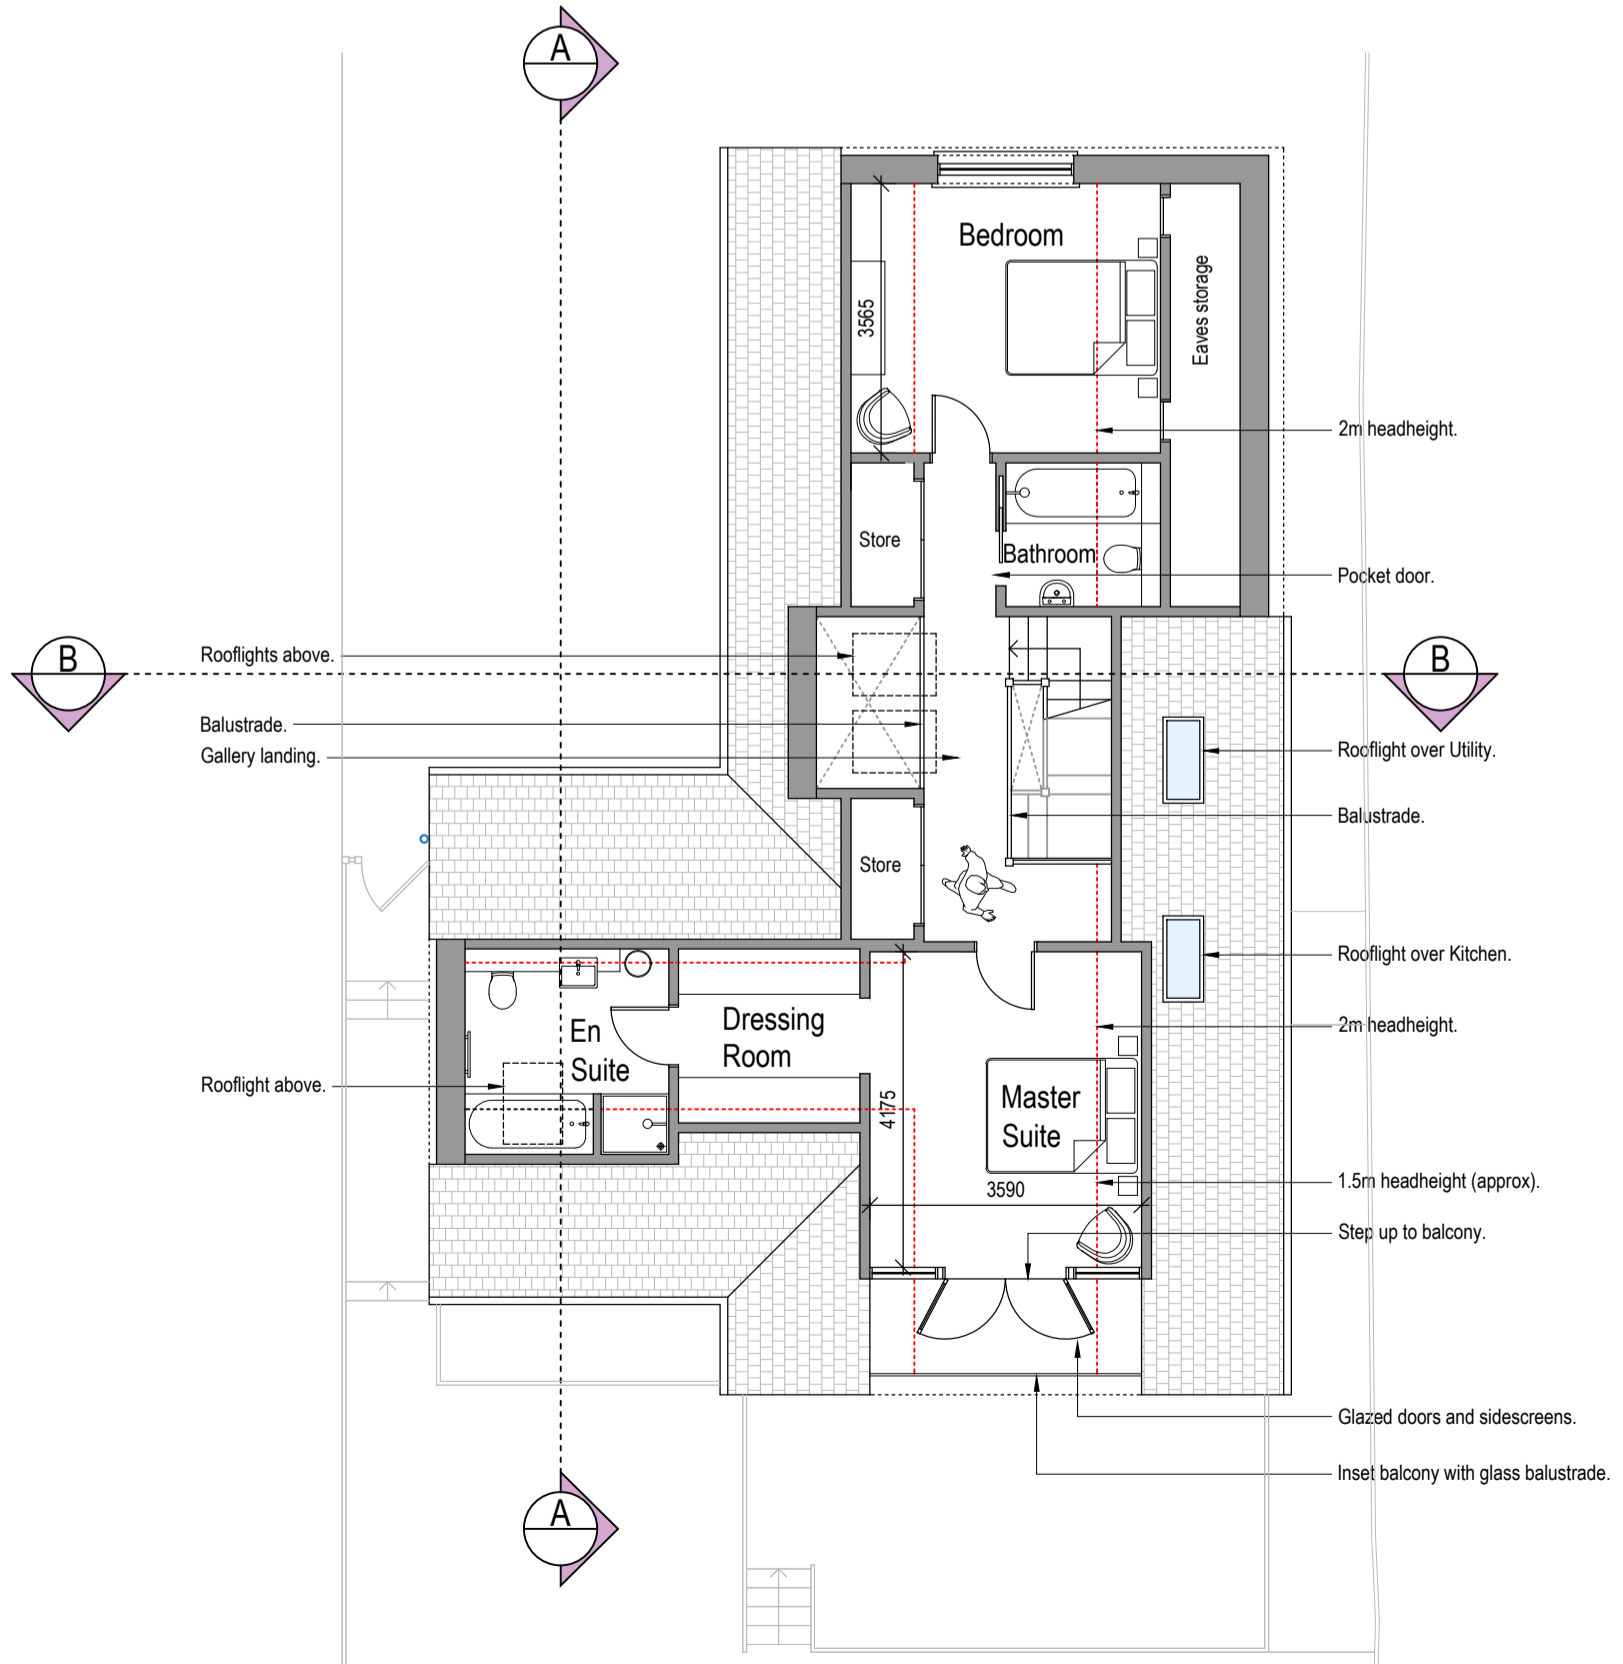 A
Bedroom
3565
Eaves storage
2m headheight.
Store
Bathroom
Pocket door.
B
Rooflights above.
B
Balustrade.
Gallery landing.
Rooflight over Utility.
Balustrade.
Store
Rooflight over Kitchen.
En
Suite
Dressing
Room
2m headheight.
Rooflight above.
4175
Master
Suite
3590
1.5m headheight (approx).
Step up to balcony.
Glazed doors and sidescreens.
Inset balcony with glass balustrade.
A